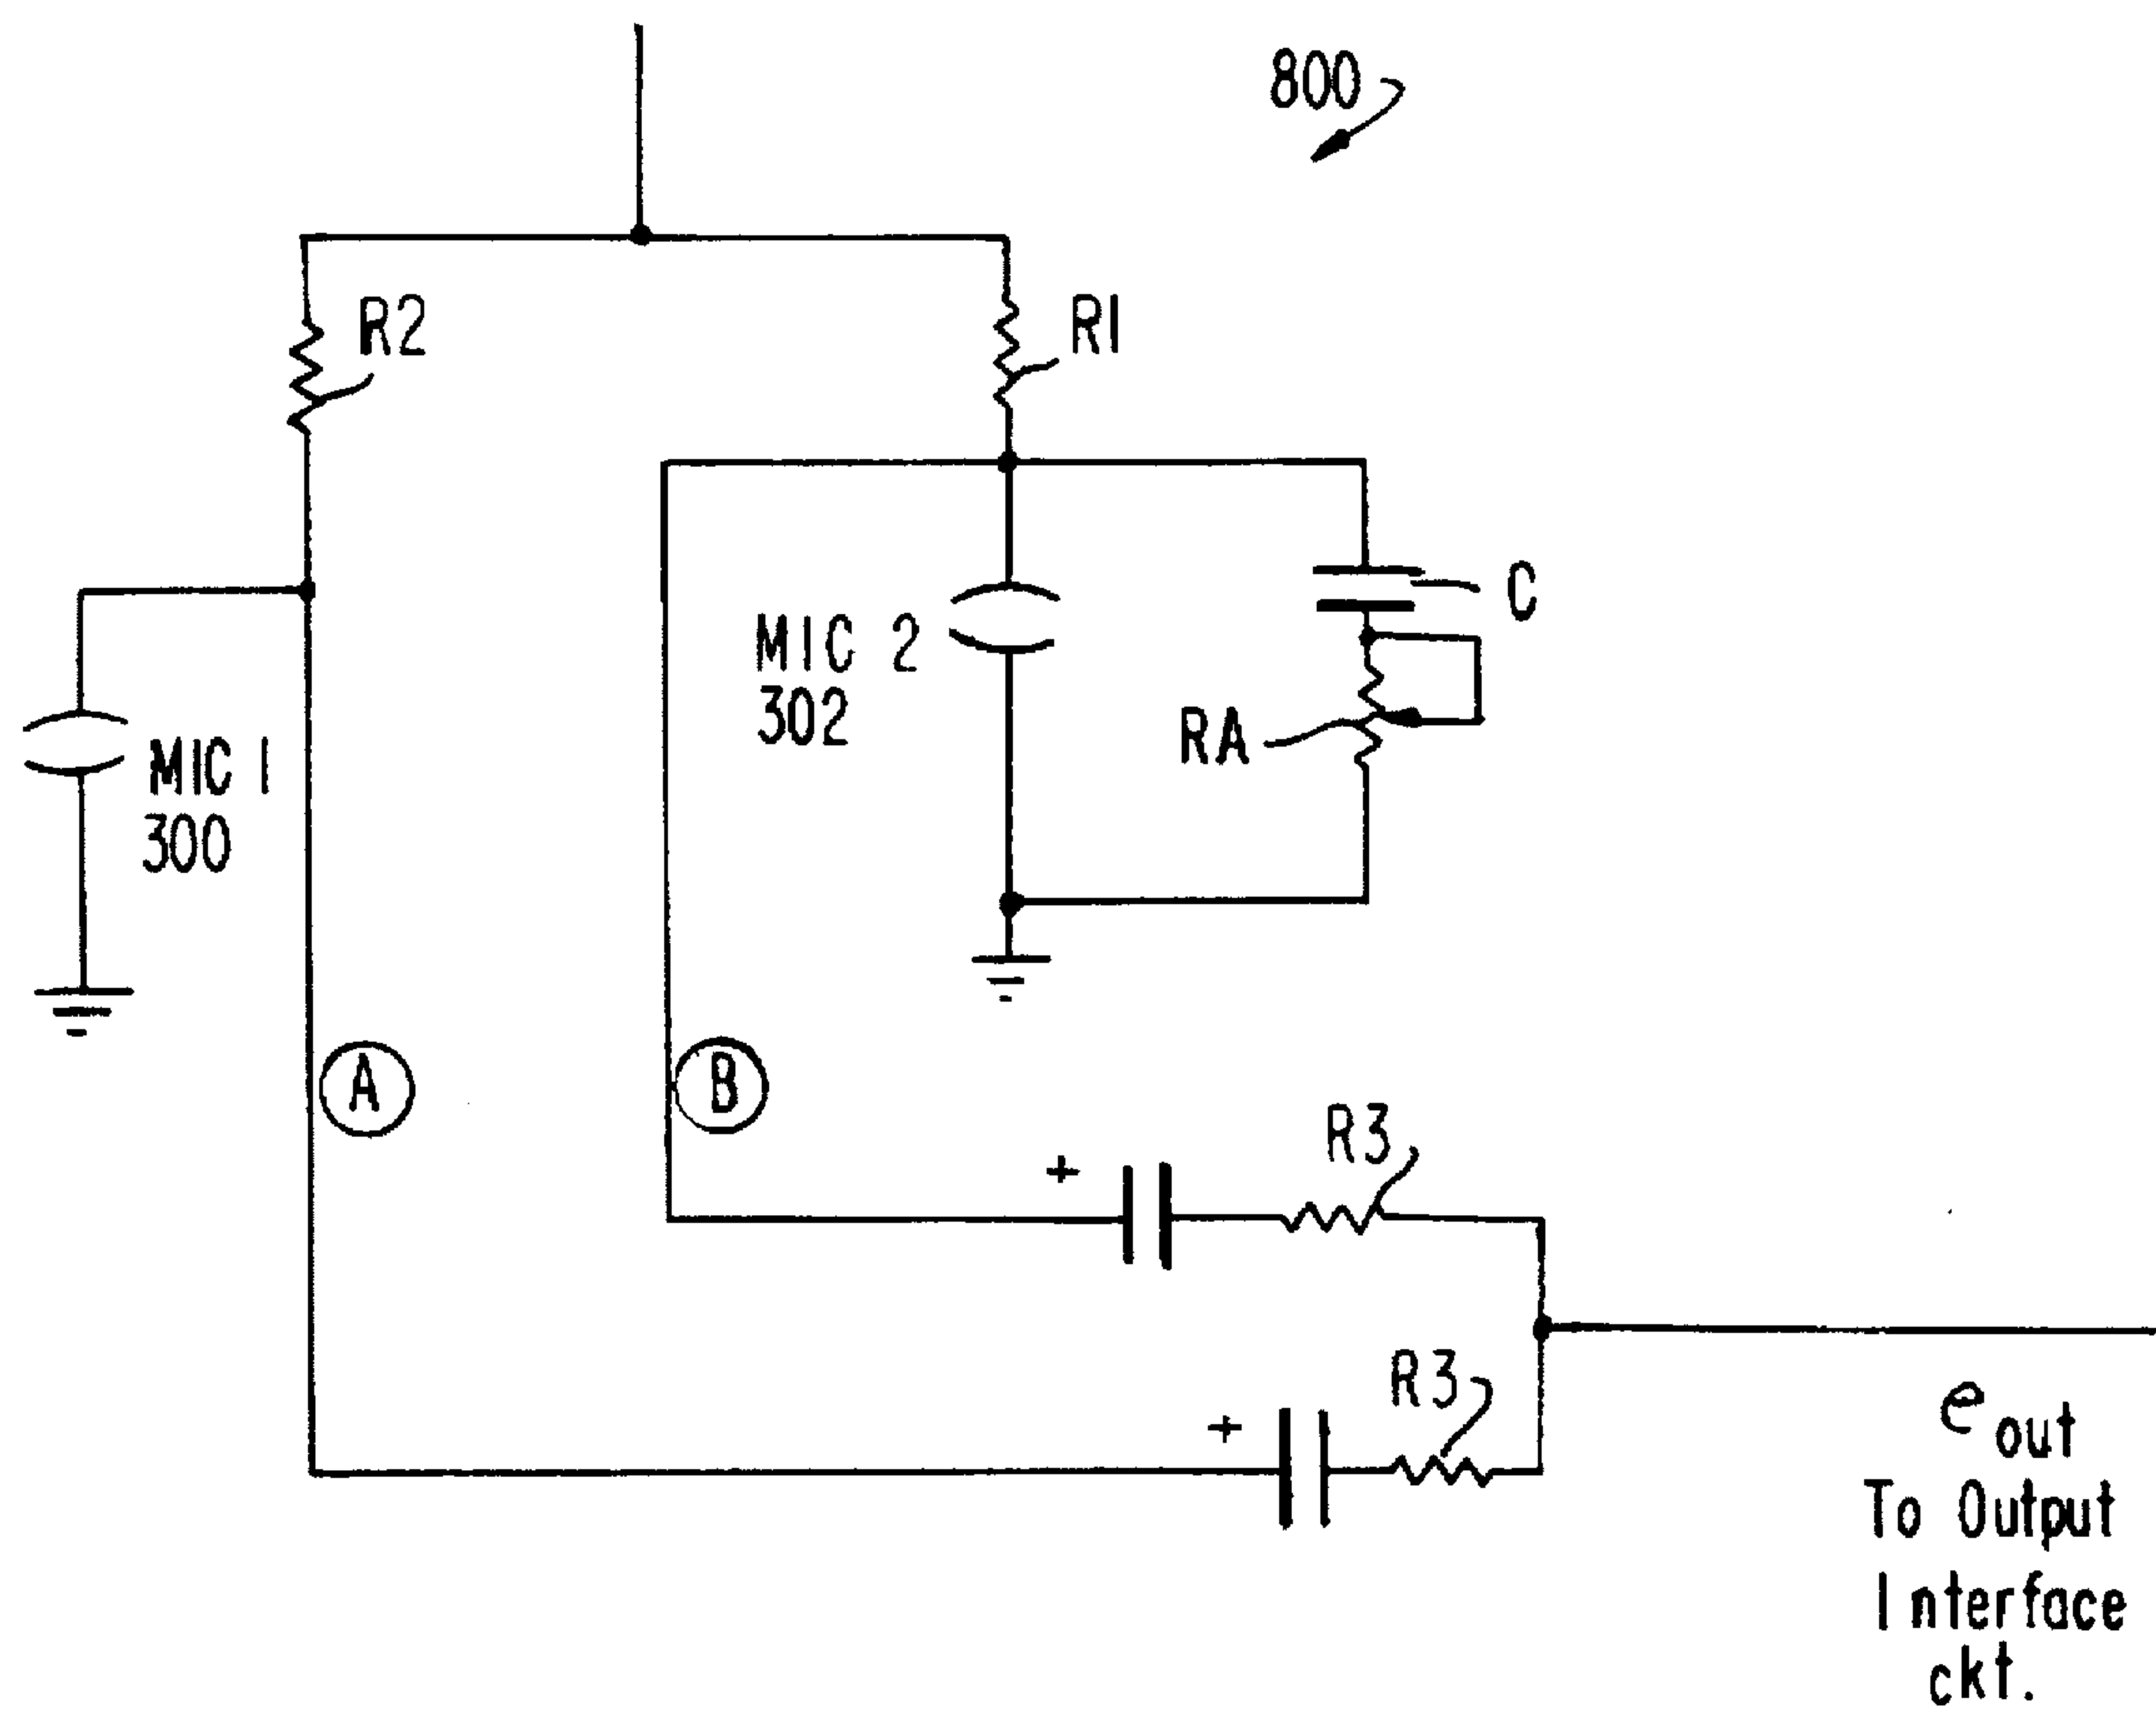 800
R2
R1
C
MIC 2
302
RA
MIC 1
300
A
B
+
R3
R3
+
e out
To Output
Interface
ckt.